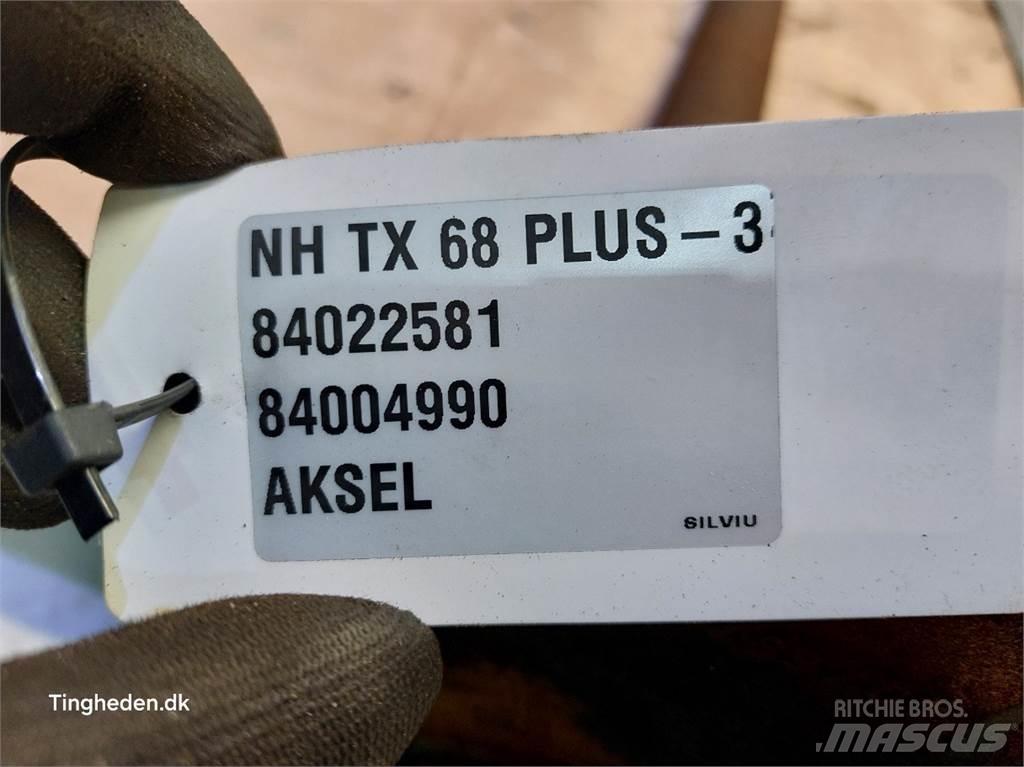 NH TX 68 PLUS – 3
84022581
84004990
AKSEL
SILVIU
Tingheden.dk
RITCHIE BROS.
MASCUS